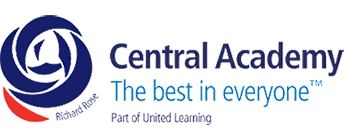 Richard Rose
Central Academy
The best in everyone™
Part of United Learning